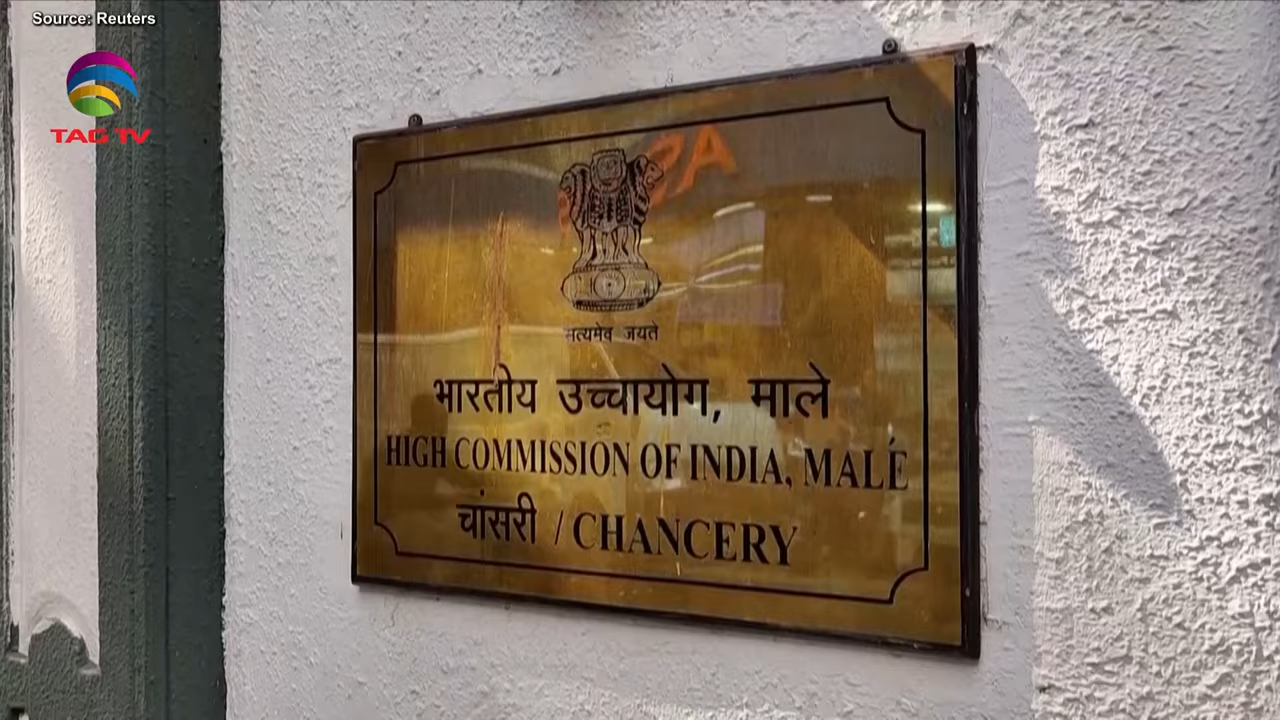 Source: Reuters
TAG TV
सत्यमेव जयते
भारतीय उच्चायोग, माले
HIGH COMMISSION OF INDIA, MALÉ
चांसरी / CHANCERY